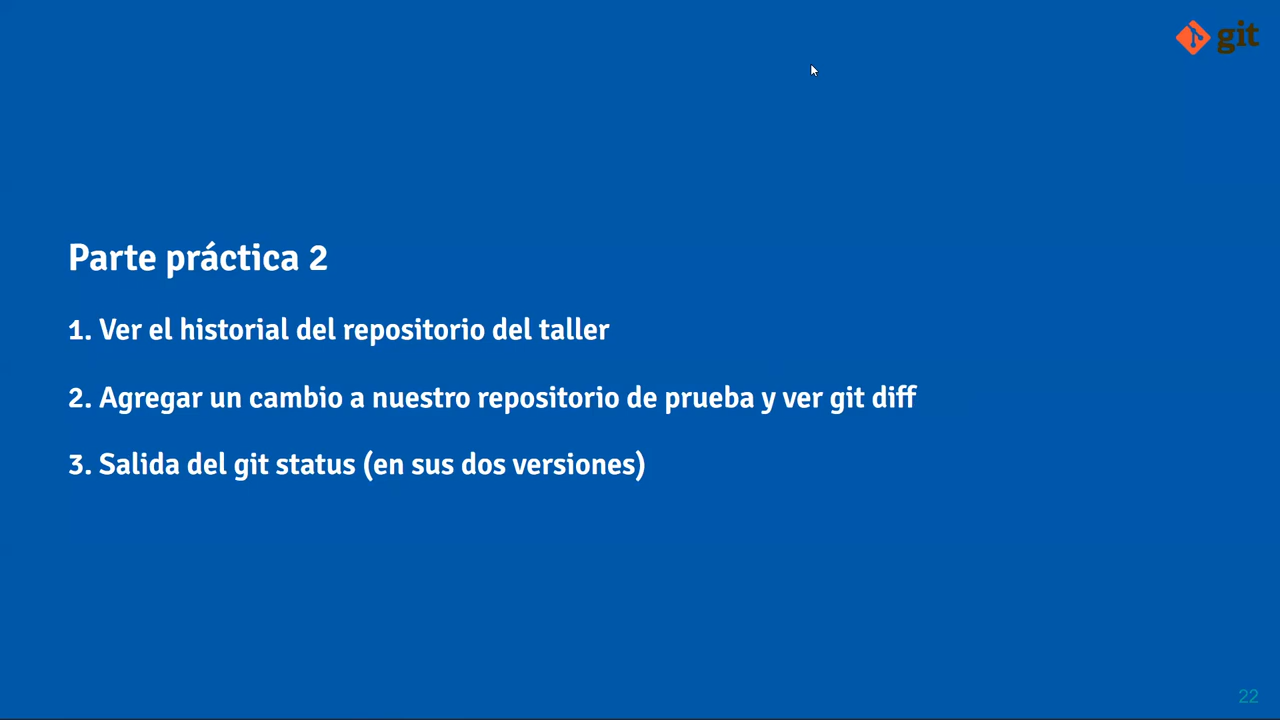 git
Parte práctica 2
1. Ver el historial del repositorio del taller
2. Agregar un cambio a nuestro repositorio de prueba y ver git diff
3. Salida del git status (en sus dos versiones)
22